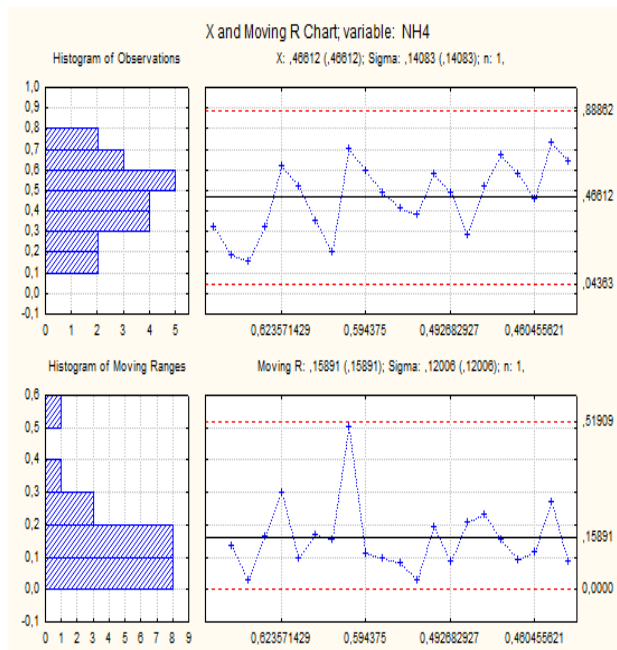 X and Moving R Chart; variable: NH4
Histogram of Observations
X: ,46612 (,46612); Sigma: ,14083 (,14083); n: 1,
1,0
0,9
0,8
0,7
0,6
0,5
0,4
0,3
0,2
0,1
0,0
-0,1
0 1 2 3 4 5
,88862
,46612
,04363
0,623571429 0,594375 0,492682927 0,460455621
Histogram of Moving Ranges
Moving R: ,15891 (,15891); Sigma: ,12006 (,12006); n: 1,
0,6
0,5
0,4
0,3
0,2
0,1
0,0
-0,1
0 1 2 3 4 5 6 7 8 9
,51909
,15891
0,0000
0,623571429 0,594375 0,492682927 0,460455621